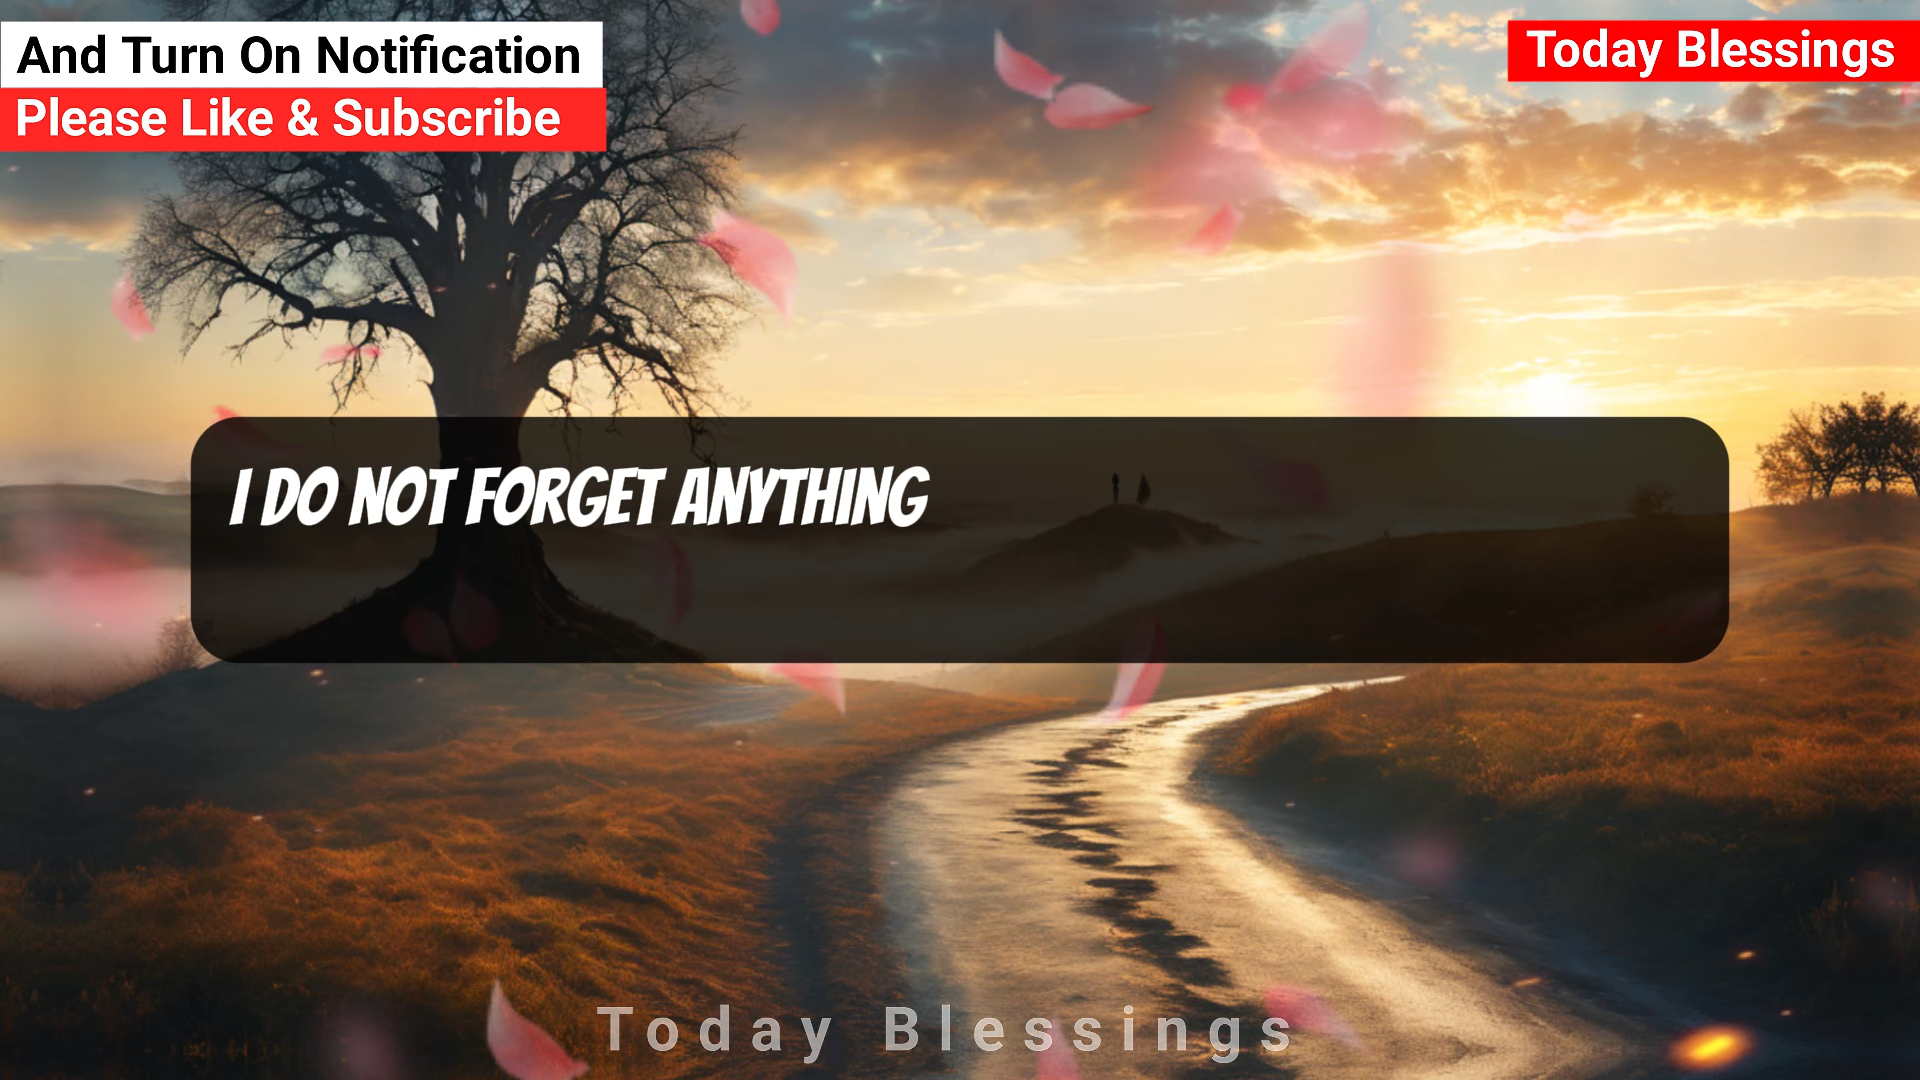 And Turn On Notification
Please Like & Subscribe
Today Blessings
I DO NOT FORGET ANYTHING
Today Blessings